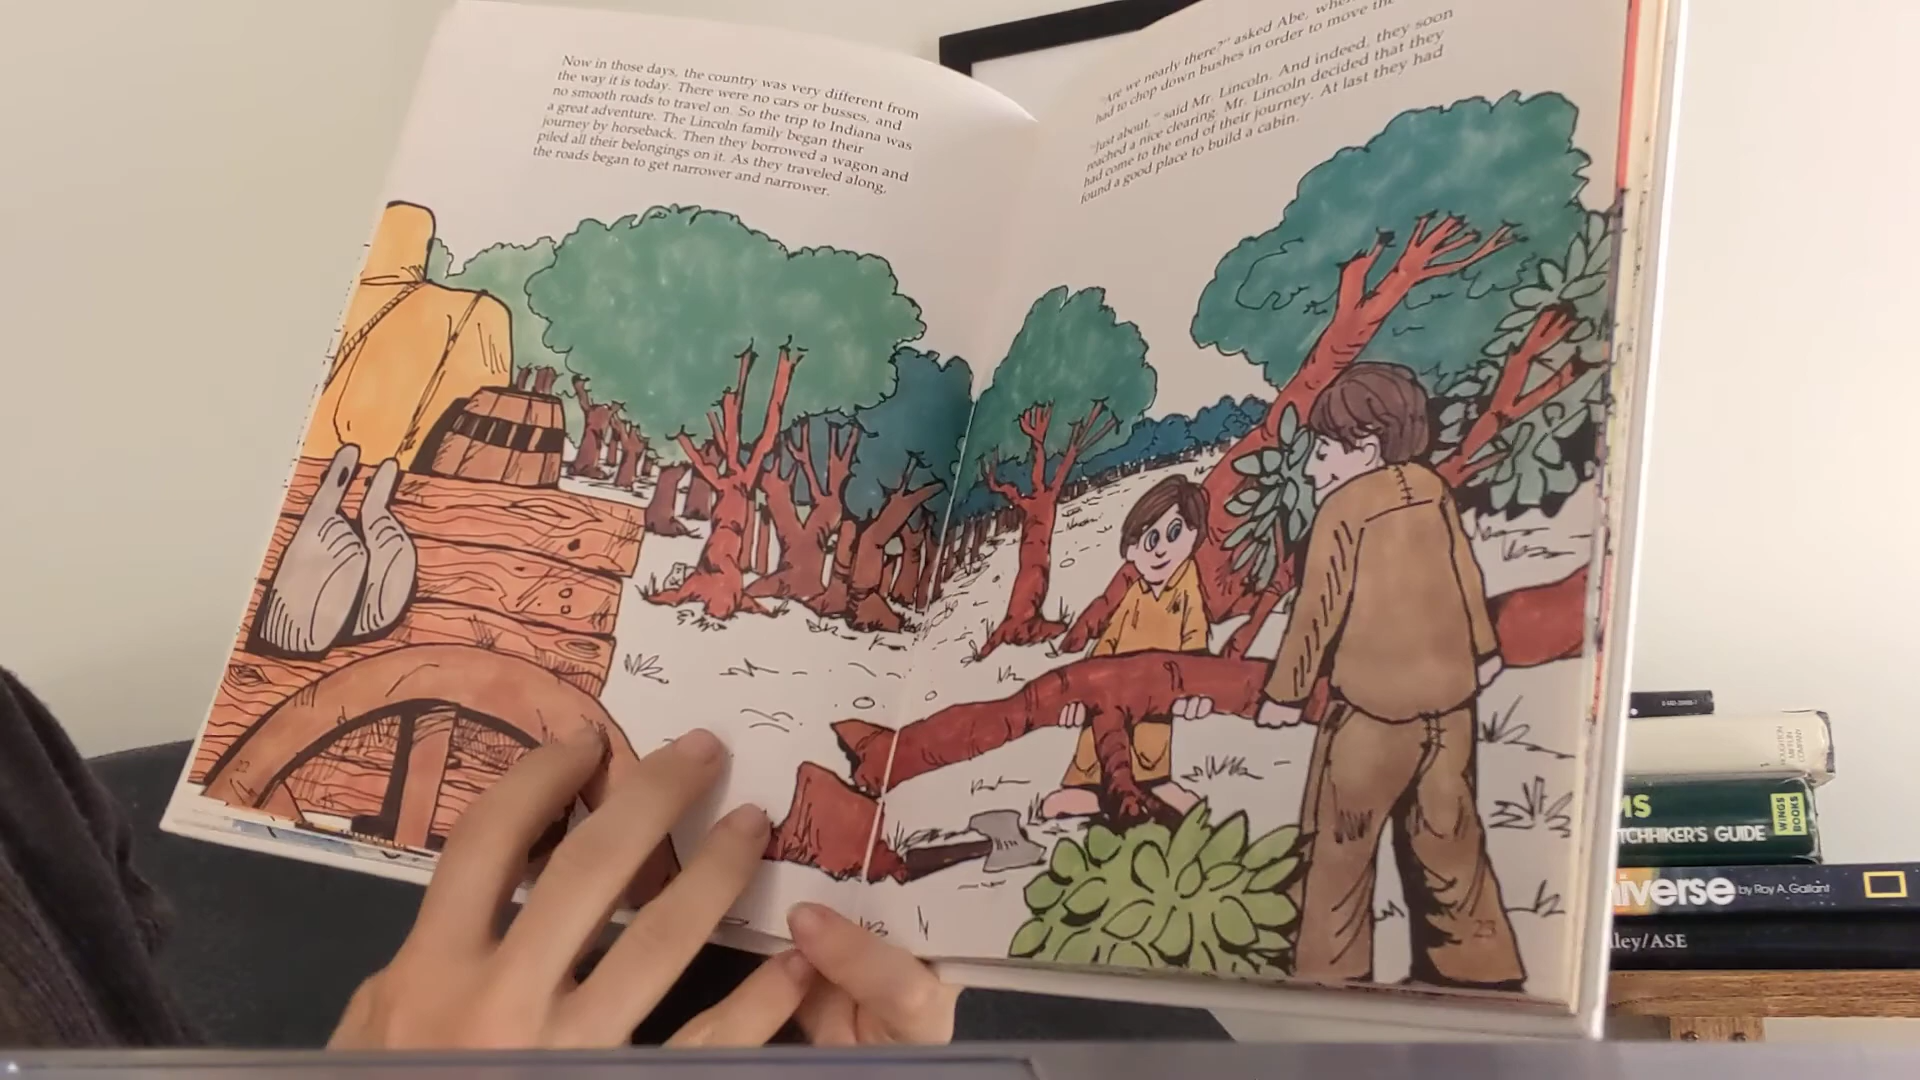 Now in those days, the country was very different from
the way it is today. There were no cars or busses, and
no smooth roads to travel on. So the trip to Indiana was
a great adventure. The Lincoln family began their
journey by horseback. Then they borrowed a wagon and
piled all their belongings on it. As they traveled along,
the roads began to get narrower and narrower.
"Are we nearly there?" asked Abe,
had to chop down bushes in order to move
"Just about," said Mr. Lincoln. And indeed, they soon
reached a nice clearing. Mr. Lincoln decided that they
had come to the end of their journey. At last they had
found a good place to build a cabin.
22
23
HOUGHTON
MIFFLIN
COMPANY
MS
TCHHIKER'S GUIDE
WINGS
BOOKS
iverse by Roy A. Gallant
ley/ASE